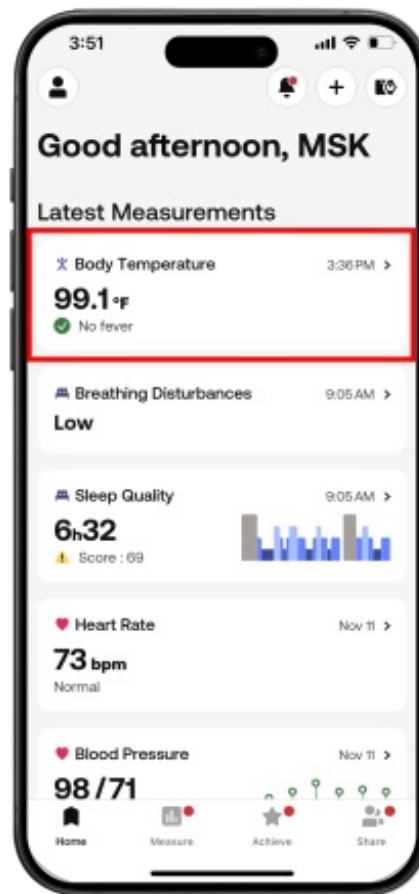 3:51
Good afternoon, MSK
Latest Measurements
Body Temperature 3:36 PM >
99.1 °F
No fever
Breathing Disturbances 9:05 AM >
Low
Sleep Quality 9:05 AM >
6h32
Score : 69
Heart Rate Nov 11 >
73 bpm
Normal
Blood Pressure Nov 11 >
98 / 71
Home Measure Achieve Share